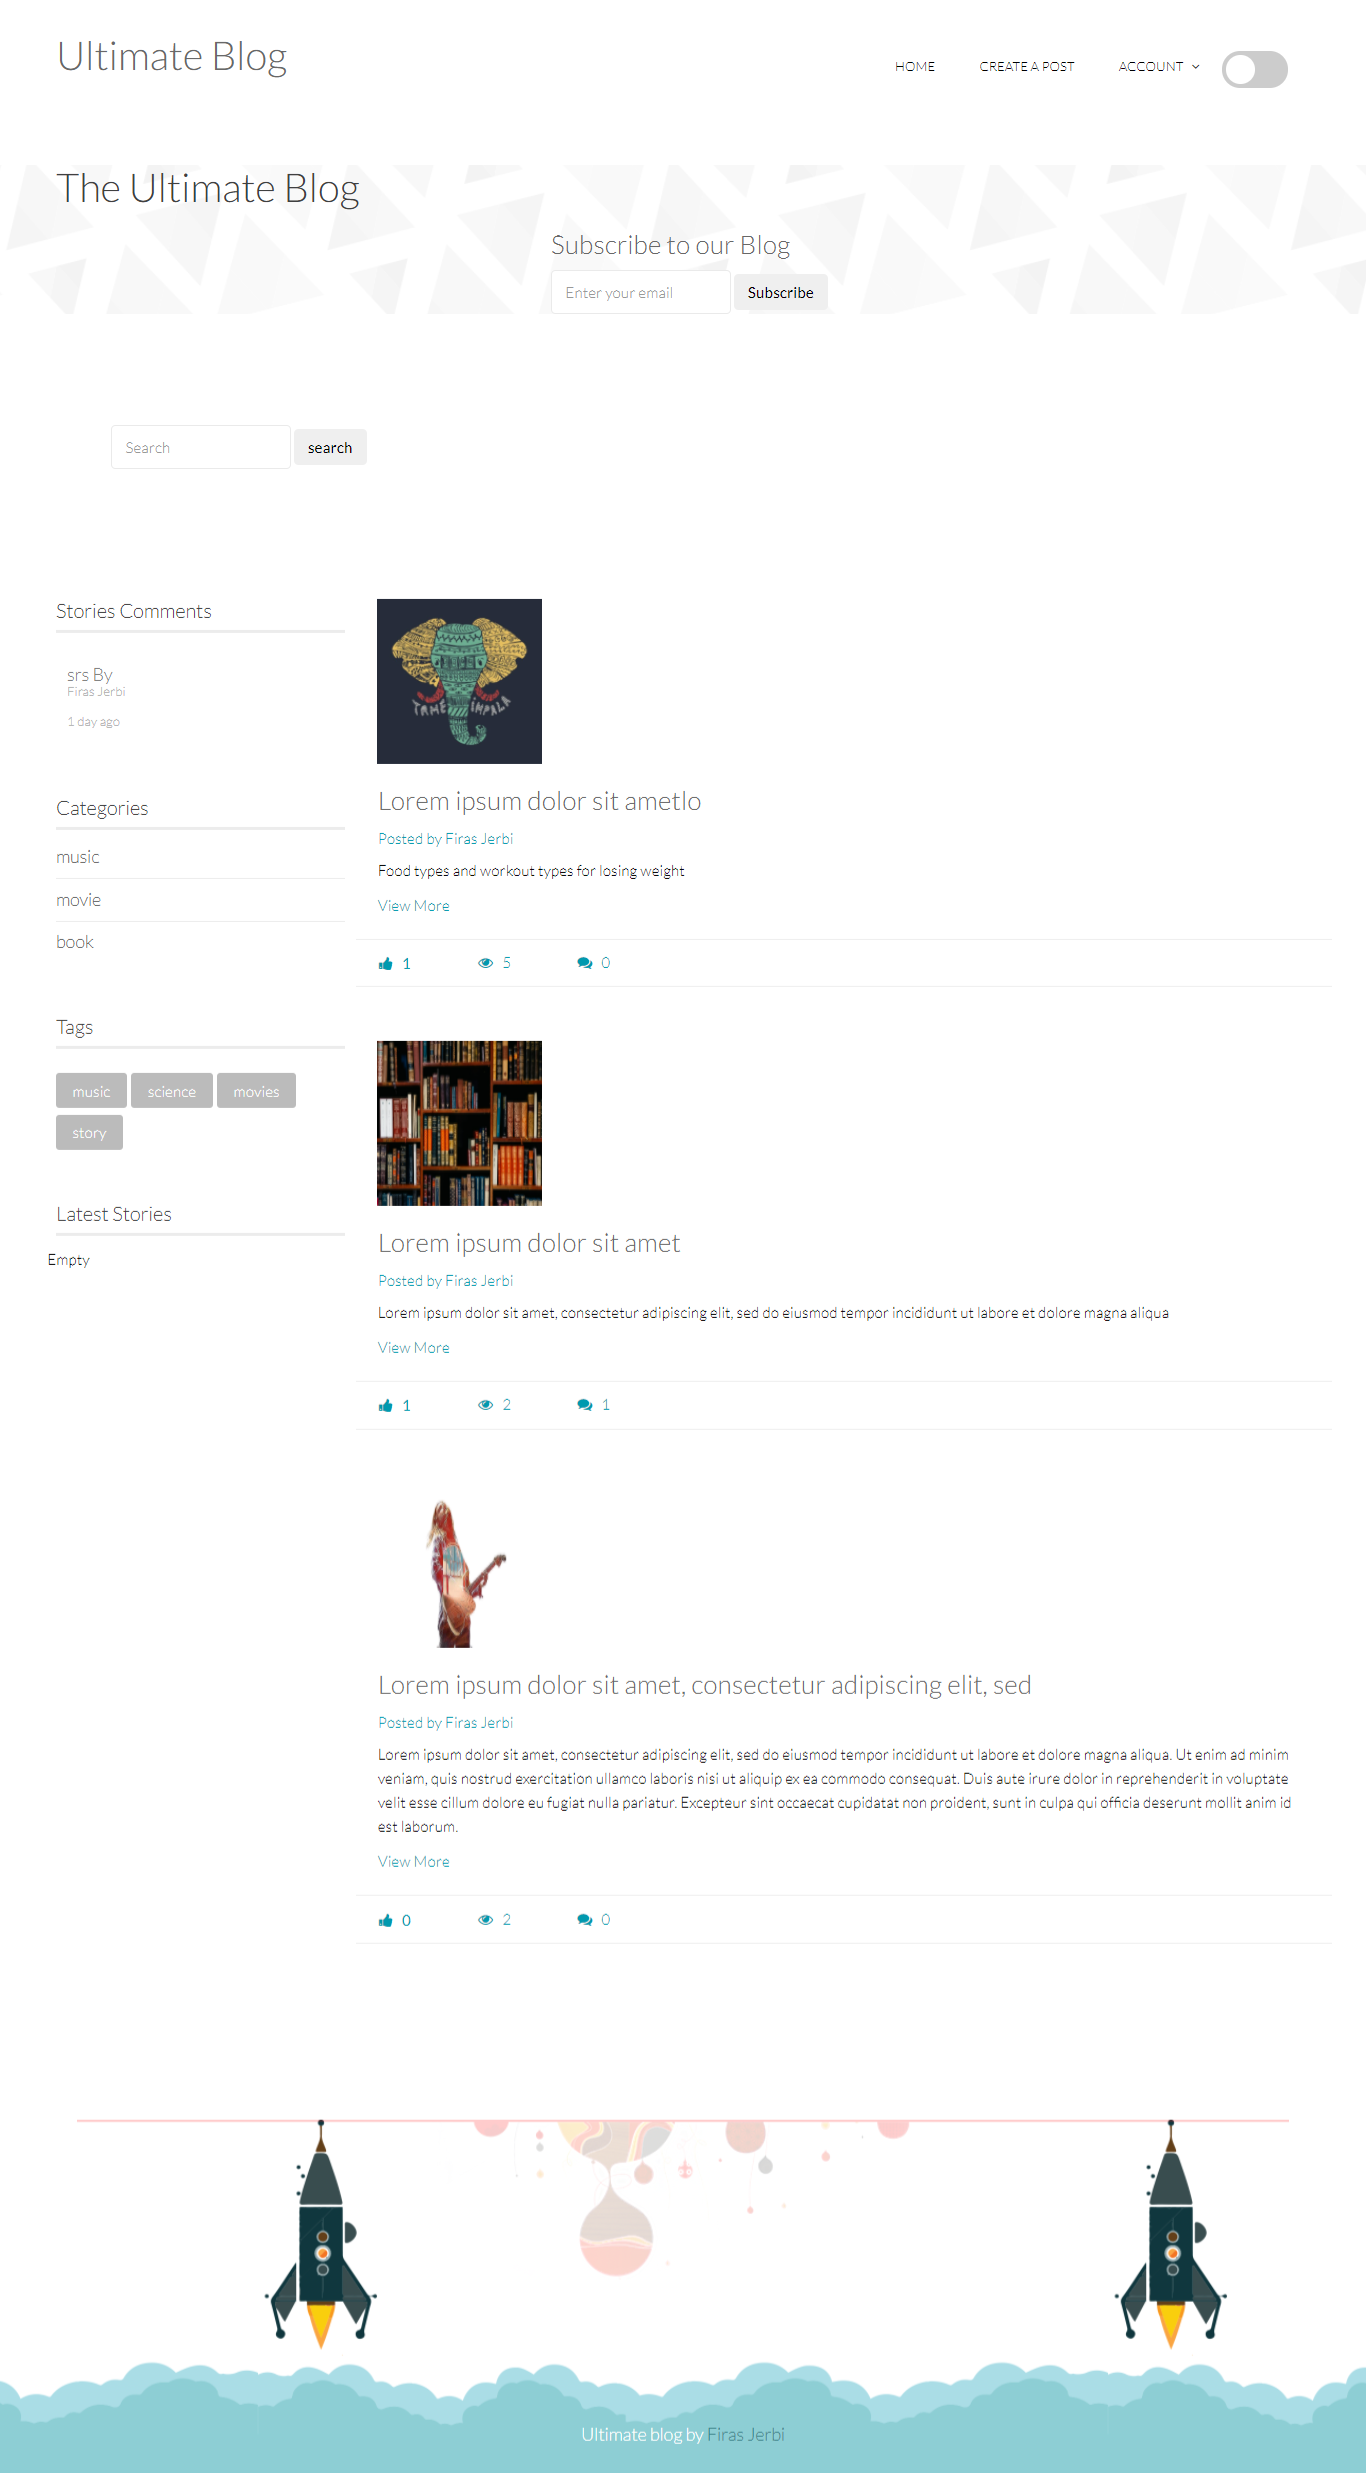 Ultimate Blog
HOME
CREATE A POST
ACCOUNT
The Ultimate Blog
Subscribe to our Blog
Enter your email
Subscribe
Search
search
Stories Comments
srs By
Firas Jerbi
1 day ago
Categories
music
movie
book
Tags
music
science
movies
story
Latest Stories
Empty
TAME IMPALA
Lorem ipsum dolor sit ametlo
Posted by Firas Jerbi
Food types and workout types for losing weight
View More
1
5
0
Lorem ipsum dolor sit amet
Posted by Firas Jerbi
Lorem ipsum dolor sit amet, consectetur adipiscing elit, sed do eiusmod tempor incididunt ut labore et dolore magna aliqua
View More
1
2
1
Lorem ipsum dolor sit amet, consectetur adipiscing elit, sed
Posted by Firas Jerbi
Lorem ipsum dolor sit amet, consectetur adipiscing elit, sed do eiusmod tempor incididunt ut labore et dolore magna aliqua. Ut enim ad minim
veniam, quis nostrud exercitation ullamco laboris nisi ut aliquip ex ea commodo consequat. Duis aute irure dolor in reprehenderit in voluptate
velit esse cillum dolore eu fugiat nulla pariatur. Excepteur sint occaecat cupidatat non proident, sunt in culpa qui officia deserunt mollit anim id
est laborum.
View More
0
2
0
Ultimate blog by Firas Jerbi